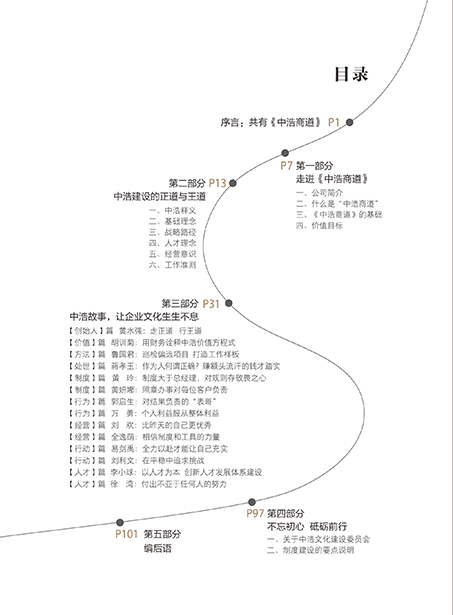 目录
序言：共有《中浩商道》 P1
P7 第一部分
走进《中浩商道》
一、公司简介
二、什么是“中浩商道”
三、《中浩商道》的基础
四、价值目标
第二部分 P13
中浩建设的正道与王道
一、中浩释义
二、基础理念
三、战略路径
四、人才理念
五、经营意识
六、工作准则
第三部分 P31
中浩故事，让企业文化生生不息
【创始人】篇 黄水强：走正道 行王道
【价值】篇 胡训菊：用财务诠释中浩价值方程式
【方法】篇 鲁国君：巡检偏远项目 打造工作样板
【处世】篇 蒋孝玉：作为人何谓正确？赚额头流汗的钱才踏实
【制度】篇 黄 玲：制度大于总经理，对规则存敬畏之心
【制度】篇 黄妍娜：照章办事对每位客户负责
【行为】篇 郭启生：对结果负责的“表哥”
【行为】篇 万 勇：个人利益服从整体利益
【经营】篇 刘 欢：比昨天的自己更优秀
【经营】篇 全逸萌：相信制度和工具的力量
【行动】篇 易剑禹：全力以赴才能让自己充实
【行动】篇 刘利文：在平稳中追求挑战
【人才】篇 李小球：以人才为本 创新人才发展体系建设
【人才】篇 徐 湾：付出不亚于任何人的努力
P97 第四部分
不忘初心 砥砺前行
一、关于中浩文化建设委员会
二、制度建设的要点说明
P101 第五部分
编后语